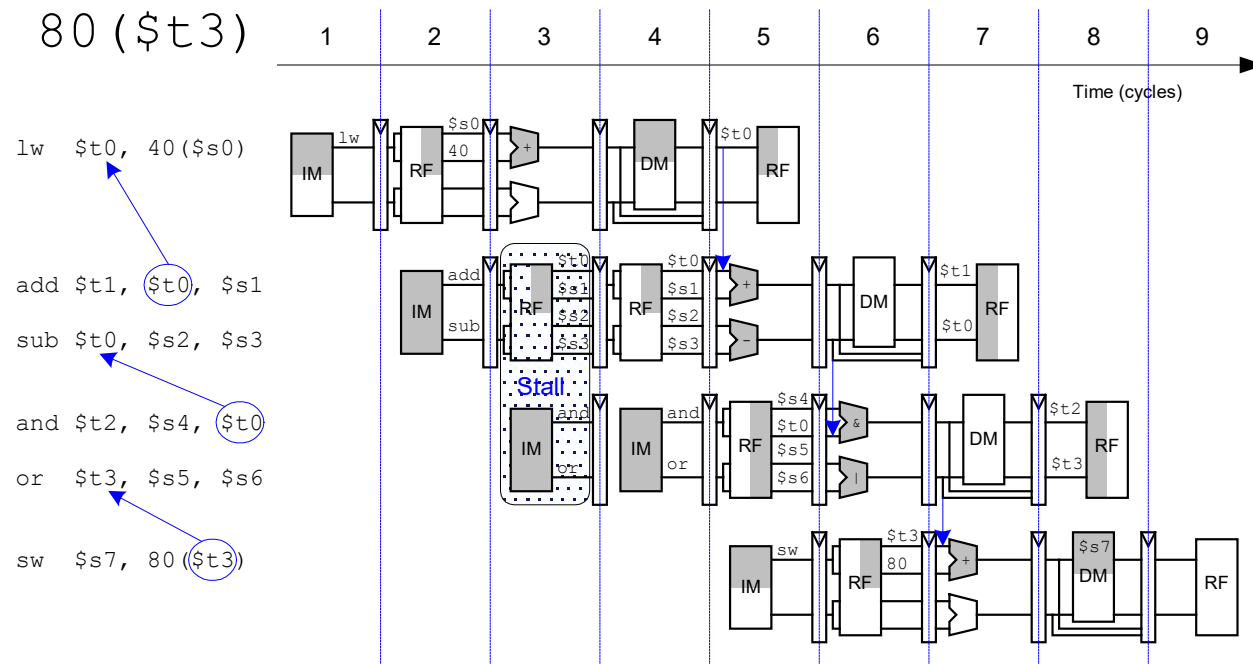 80($t3)
1 2 3 4 5 6 7 8 9
Time (cycles)
lw $t0, 40($s0)
IM lw RF $s0 40 + DM $t0 RF
add $t1, $t0, $s1
sub $t0, $s2, $s3
IM add sub RF $t0 $s1 $s2 $s3 RF $t0 $s1 $s2 $s3 + - DM $t1 $t0 RF
Stall
and $t2, $s4, $t0
or $t3, $s5, $s6
IM and or IM and or RF $s4 $t0 $s5 $s6 & | DM $t2 $t3 RF
sw $s7, 80($t3)
IM sw RF $t3 80 + $s7 DM RF